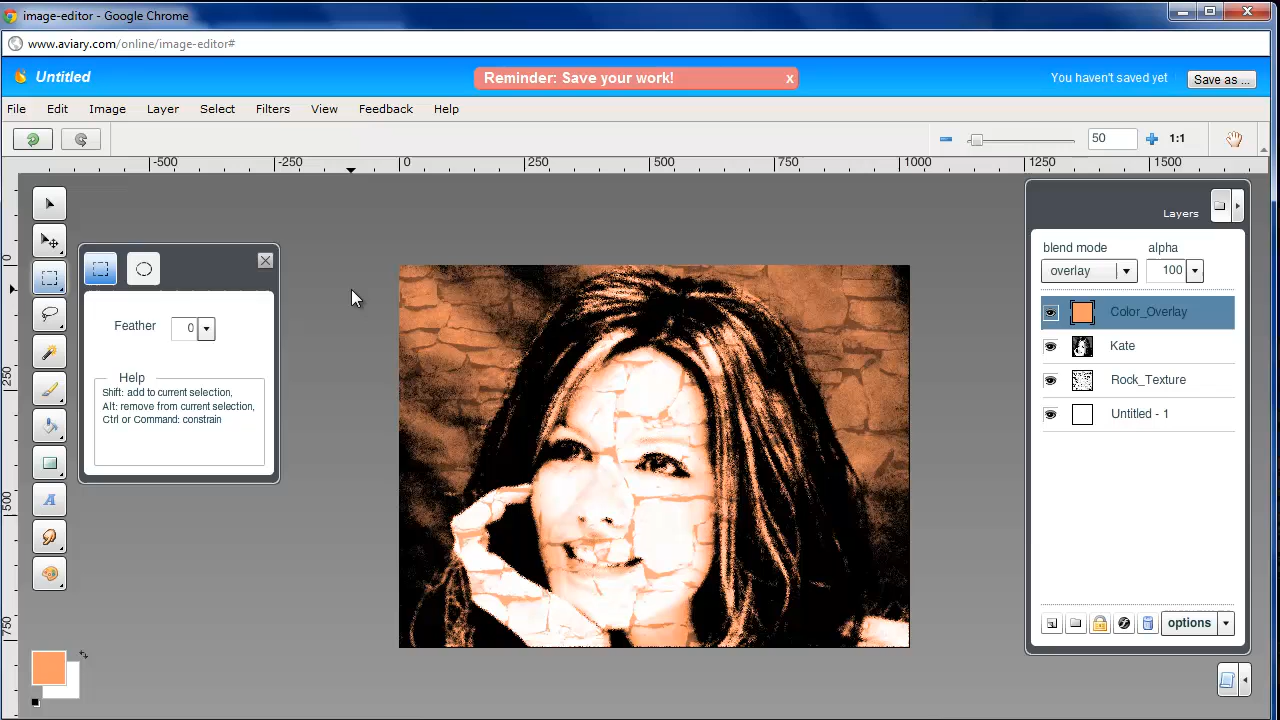 image-editor - Google Chrome
www.aviary.com/online/image-editor#
Untitled
Reminder: Save your work!
x
You haven't saved yet
Save as ...
File Edit Image Layer Select Filters View Feedback Help
50
1:1
-500 -250 0 250 500 750 1000 1250 1500
0
250
500
750
Feather 0
Help
Shift: add to current selection,
Alt: remove from current selection,
Ctrl or Command: constrain
A
Layers
blend mode alpha
overlay 100
Color_Overlay
Kate
Rock_Texture
Untitled - 1
options